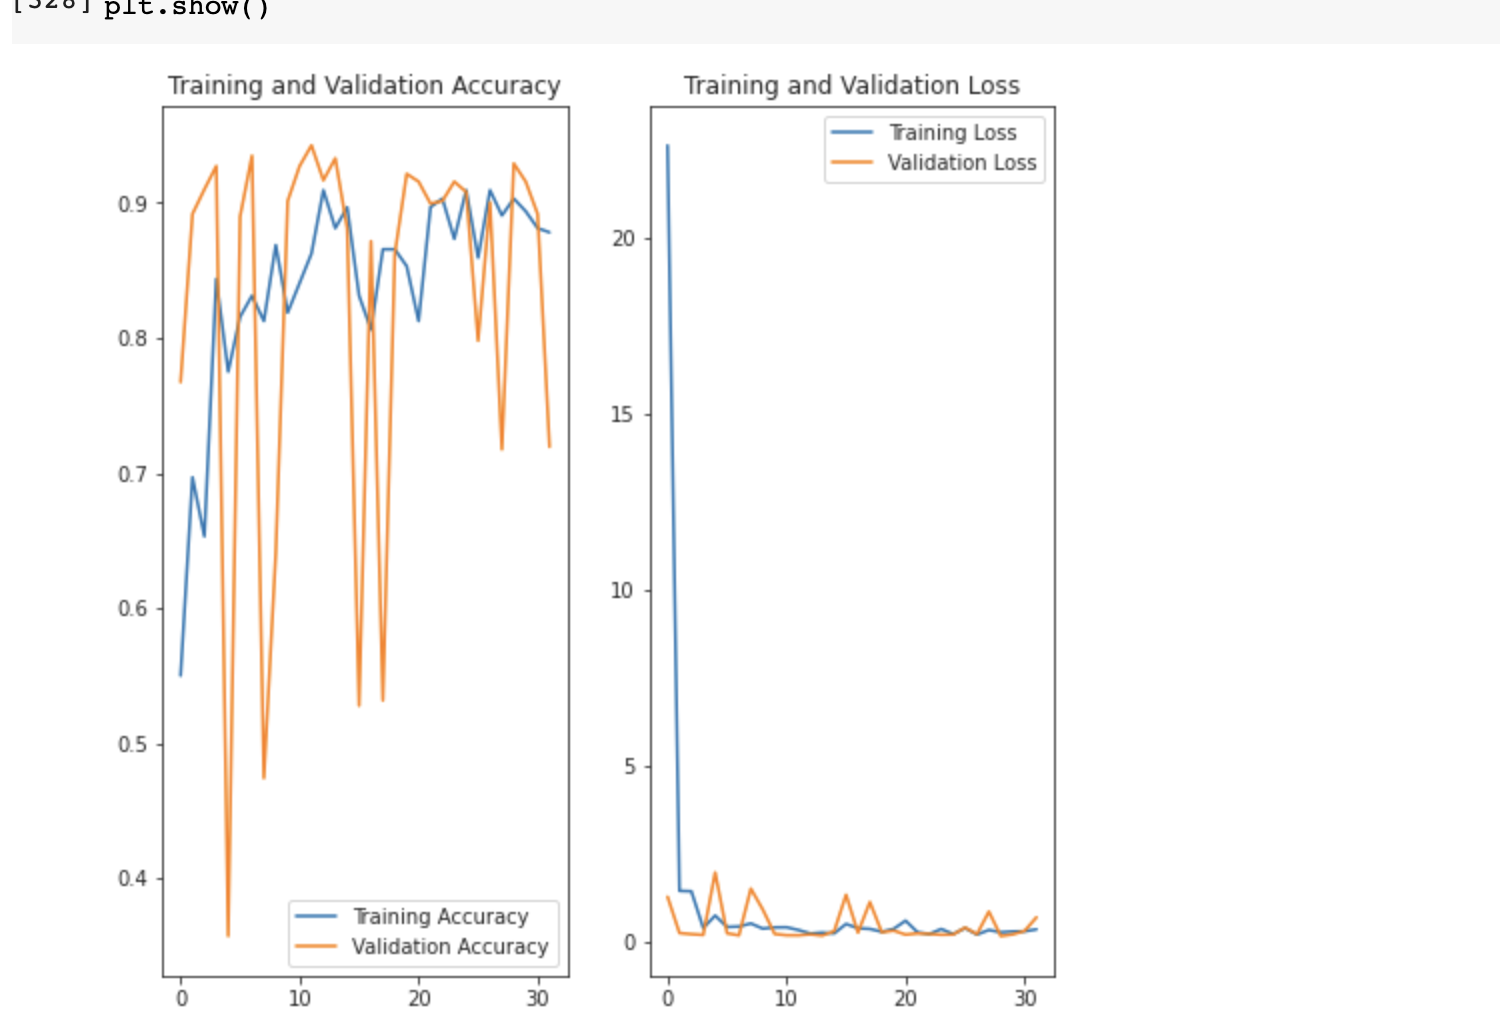 [328] plt.show()
Training and Validation Accuracy
0.9
0.8
0.7
0.6
0.5
0.4
Training Accuracy
Validation Accuracy
0 10 20 30
Training and Validation Loss
Training Loss
Validation Loss
20
15
10
5
0
0 10 20 30